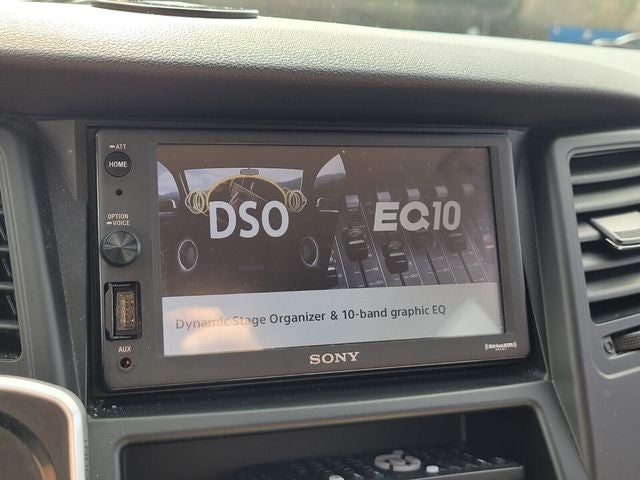 ATT
HOME
DSO
EQ10
OPTION
VOICE
Dynamic Stage Organizer & 10-band graphic EQ
AUX
SONY